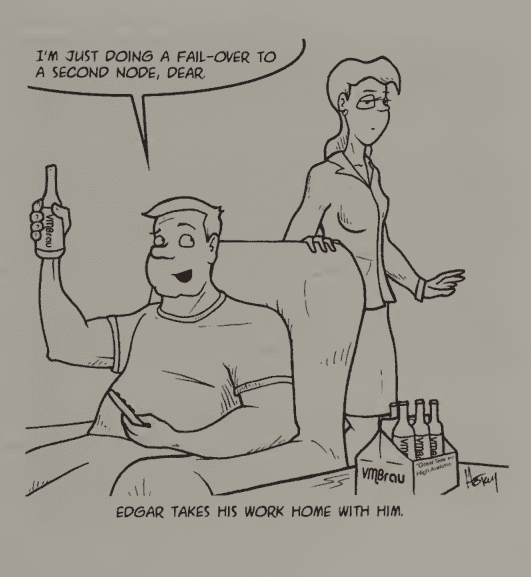 I'M JUST DOING A FAIL-OVER TO
A SECOND NODE, DEAR.
VMBrau
VMBrau
EDGAR TAKES HIS WORK HOME WITH HIM.